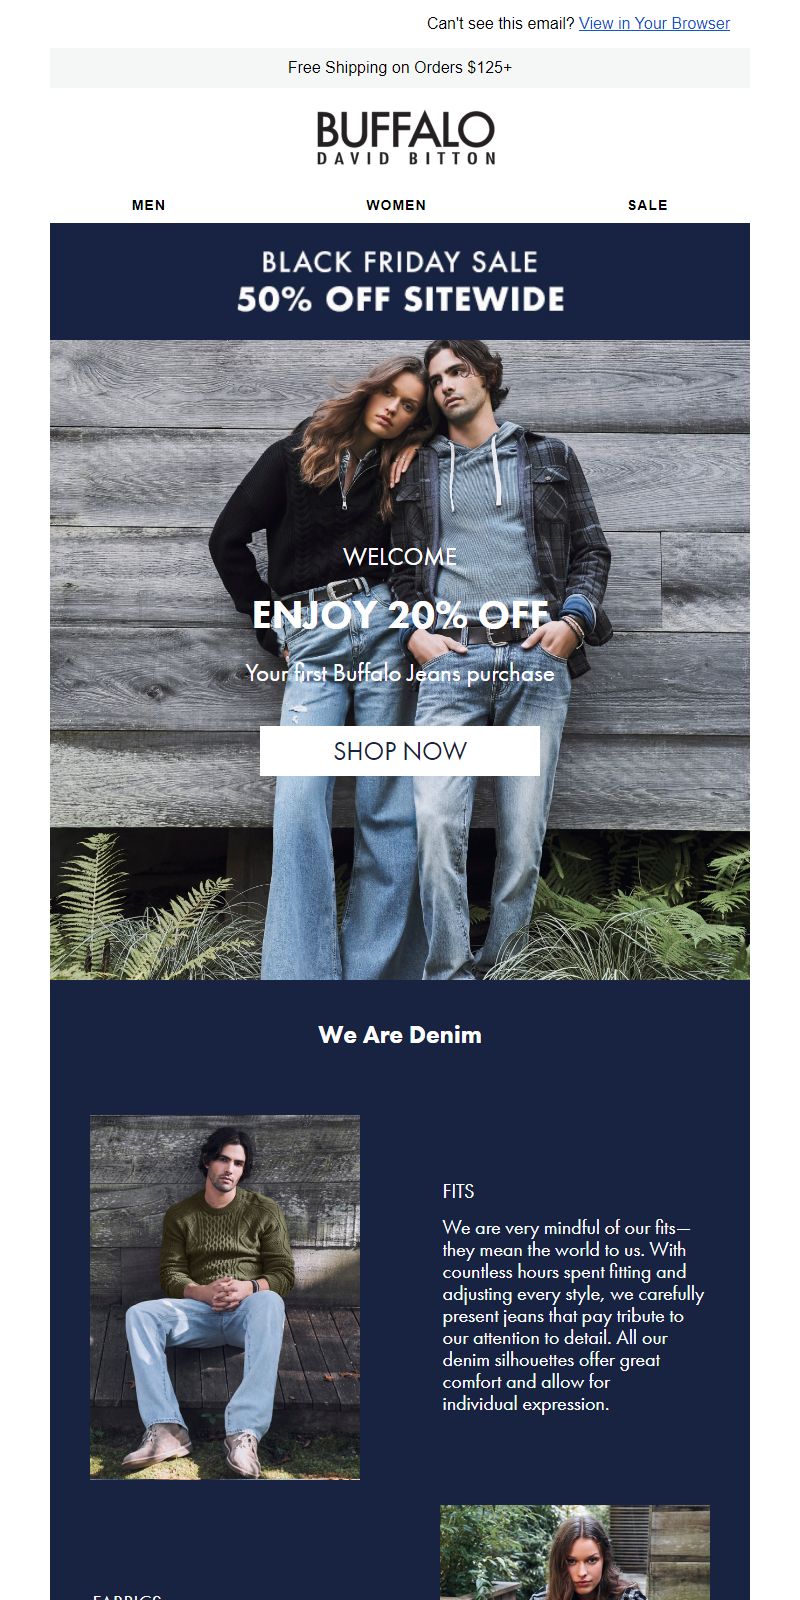 Can't see this email? View in Your Browser
Free Shipping on Orders $125+
BUFFALO
DAVID BITTON
MEN WOMEN SALE
BLACK FRIDAY SALE
50% OFF SITEWIDE
WELCOME
ENJOY 20% OFF
Your first Buffalo Jeans purchase
SHOP NOW
We Are Denim
FITS
We are very mindful of our fits—
they mean the world to us. With
countless hours spent fitting and
adjusting every style, we carefully
present jeans that pay tribute to
our attention to detail. All our
denim silhouettes offer great
comfort and allow for
individual expression.